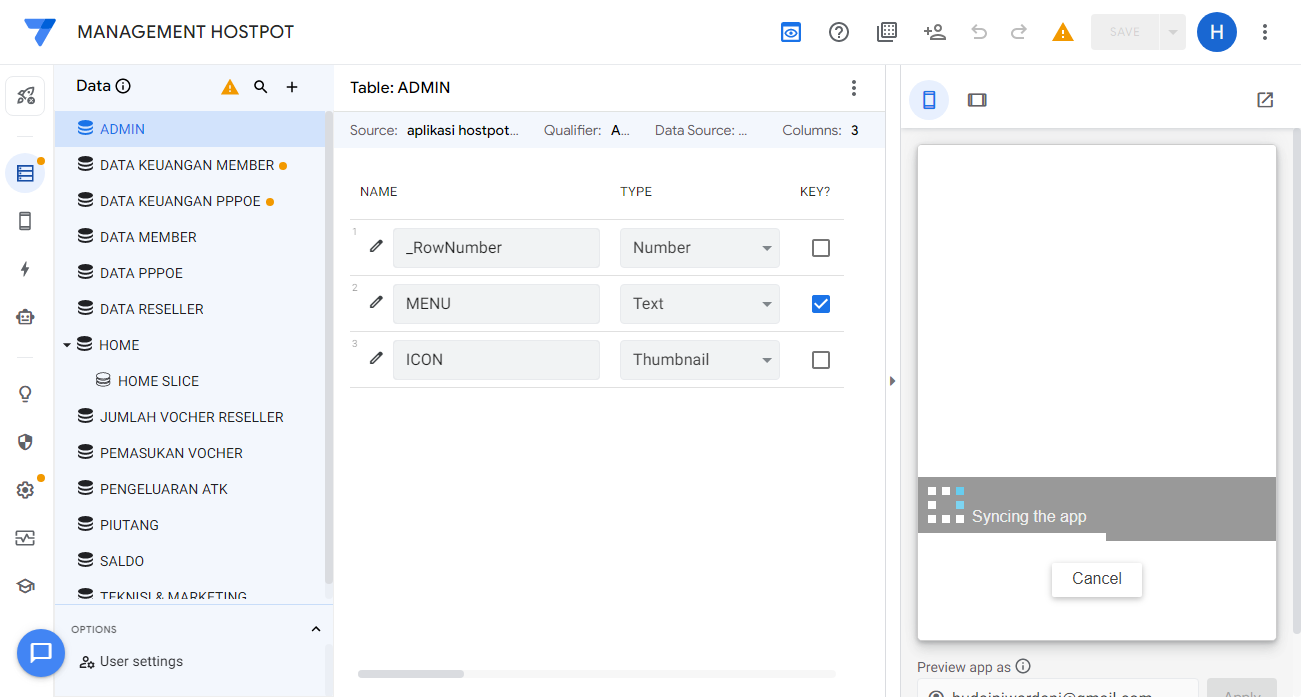 MANAGEMENT HOSTPOT
SAVE
H
Data
ADMIN
DATA KEUANGAN MEMBER
DATA KEUANGAN PPPOE
DATA MEMBER
DATA PPPOE
DATA RESELLER
HOME
HOME SLICE
JUMLAH VOCHER RESELLER
PEMASUKAN VOCHER
PENGELUARAN ATK
PIUTANG
SALDO
TEKNISI & MARKETING
OPTIONS
User settings
Table: ADMIN
Source: aplikasi hostpot... Qualifier: A... Data Source: ... Columns: 3
NAME TYPE KEY?
1 _RowNumber Number
2 MENU Text
3 ICON Thumbnail
Syncing the app
Cancel
Preview app as
hudainiwardani@gmail.com Apply